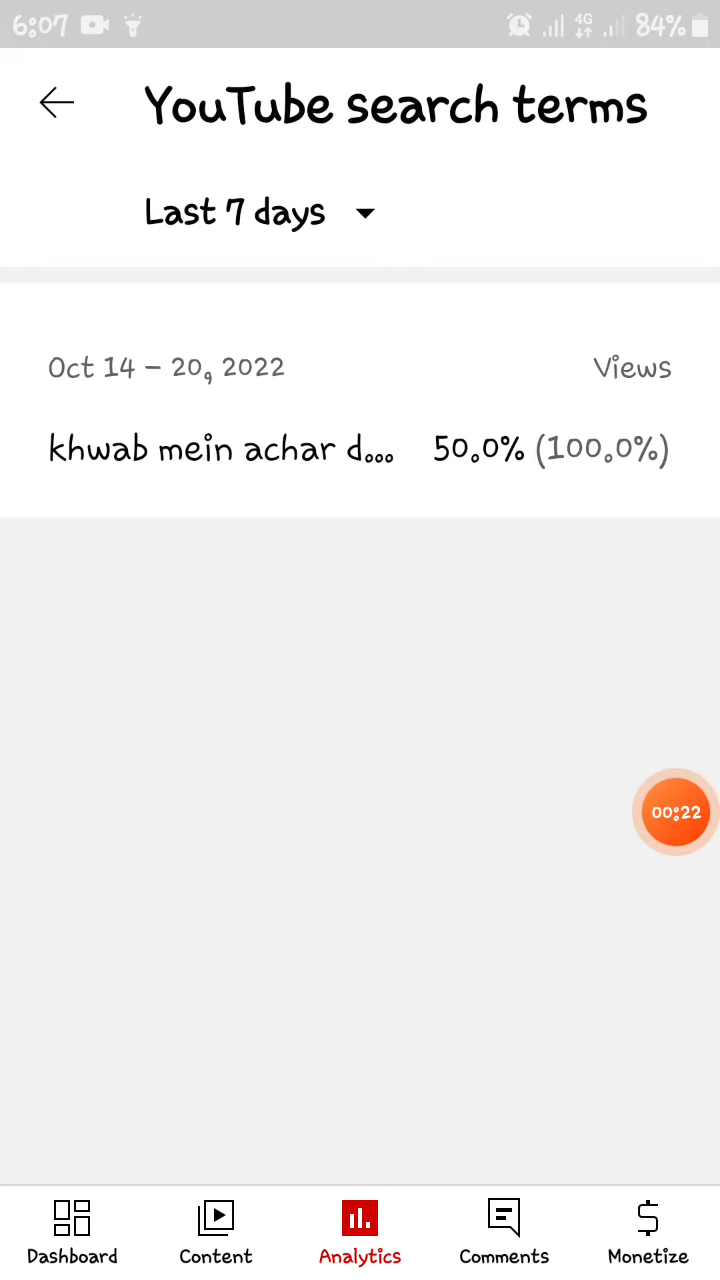 6:07 84%
4G
YouTube search terms
Last 7 days
Oct 14 – 20, 2022 Views
khwab mein achar d... 50.0% (100.0%)
00:22
Dashboard Content Analytics Comments Monetize